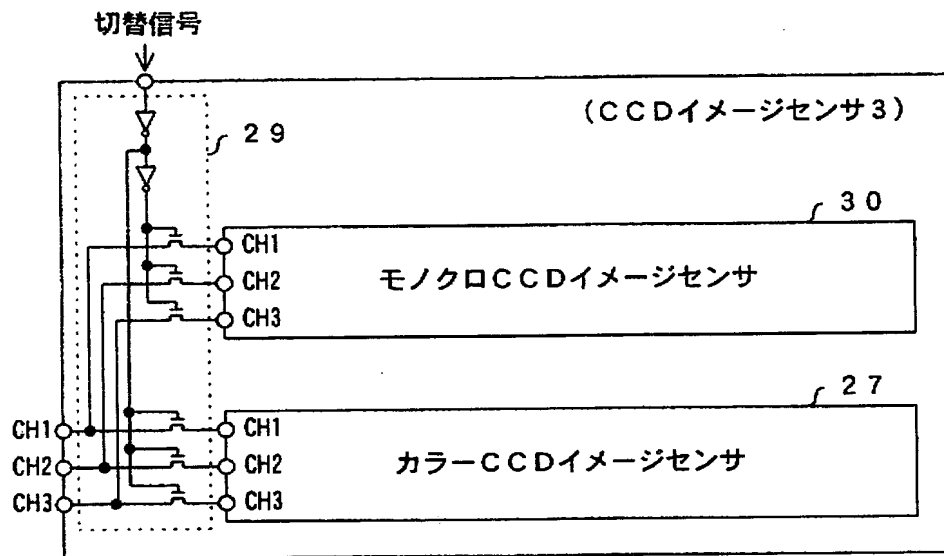 切替信号
(CCDイメージセンサ3)
29
30
CH1
CH2
モノクロCCDイメージセンサ
CH3
27
CH1
CH1
CH2
CH2
カラーCCDイメージセンサ
CH3
CH3